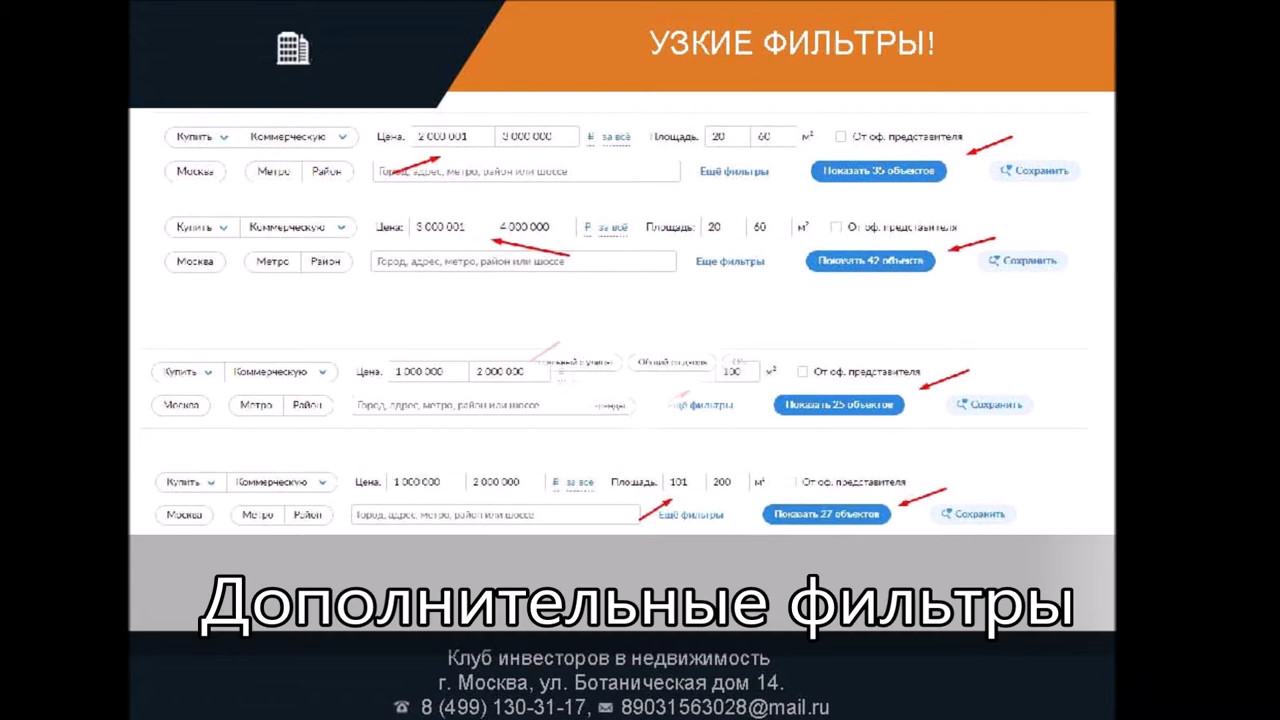 УЗКИЕ ФИЛЬТРЫ!
Купить Коммерческую Цена. 2 000 001 3 000 000 ₽ за всё Площадь. 20 60 м² От оф. представителя
Москва Метро Район Город, адрес, метро, район или шоссе Ещё фильтры Показать 35 объектов Сохранить
Купить Коммерческую Цена: 3 000 001 4 000 000 ₽ за всё Площадь: 20 60 м² От оф. представителя
Москва Метро Район Город, адрес, метро, район или шоссе Еще фильтры Показать 42 объекта Сохранить
Купить Коммерческую Цена. 1 000 000 2 000 000 Общий со двора 100 м² От оф. представителя
Москва Метро Район Город, адрес, метро, район или шоссе Ещё фильтры Показать 25 объектов Сохранить
Купить Коммерческую Цена. 1 000 000 2 000 000 ₽ за все Площадь. 101 200 м² От оф. представителя
Москва Метро Район Город, адрес, метро, район или шоссе Ещё фильтры Показать 27 объектов Сохранить
Дополнительные фильтры
Клуб инвесторов в недвижимость
г. Москва, ул. Ботаническая дом 14.
8 (499) 130-31-17, 89031563028@mail.ru